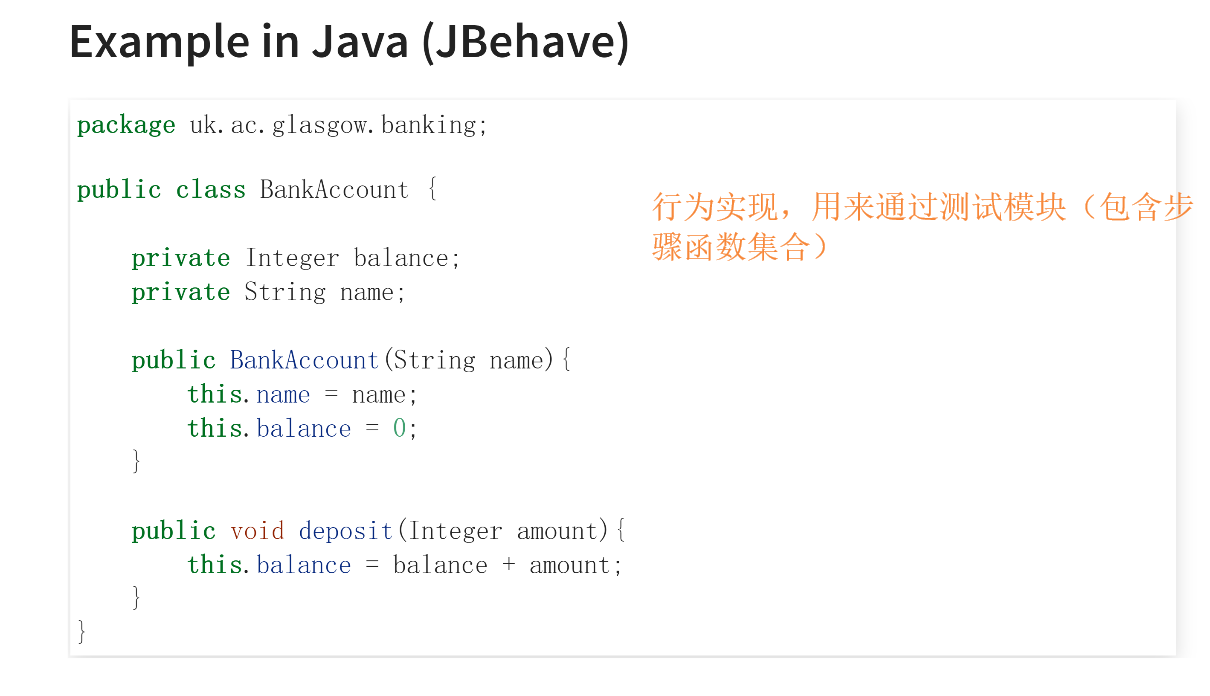 Example in Java (JBehave)
package uk.ac.glasgow.banking;
public class BankAccount {
行为实现，用来通过测试模块（包含步
骤函数集合）
private Integer balance;
private String name;
public BankAccount(String name){
this.name = name;
this.balance = 0;
}
public void deposit(Integer amount){
this.balance = balance + amount;
}
}